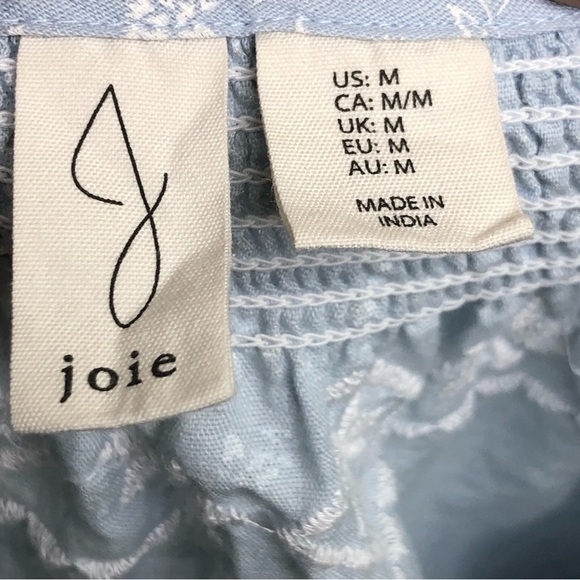 joie
US: M
CA: M/M
UK: M
EU: M
AU: M
MADE IN
INDIA